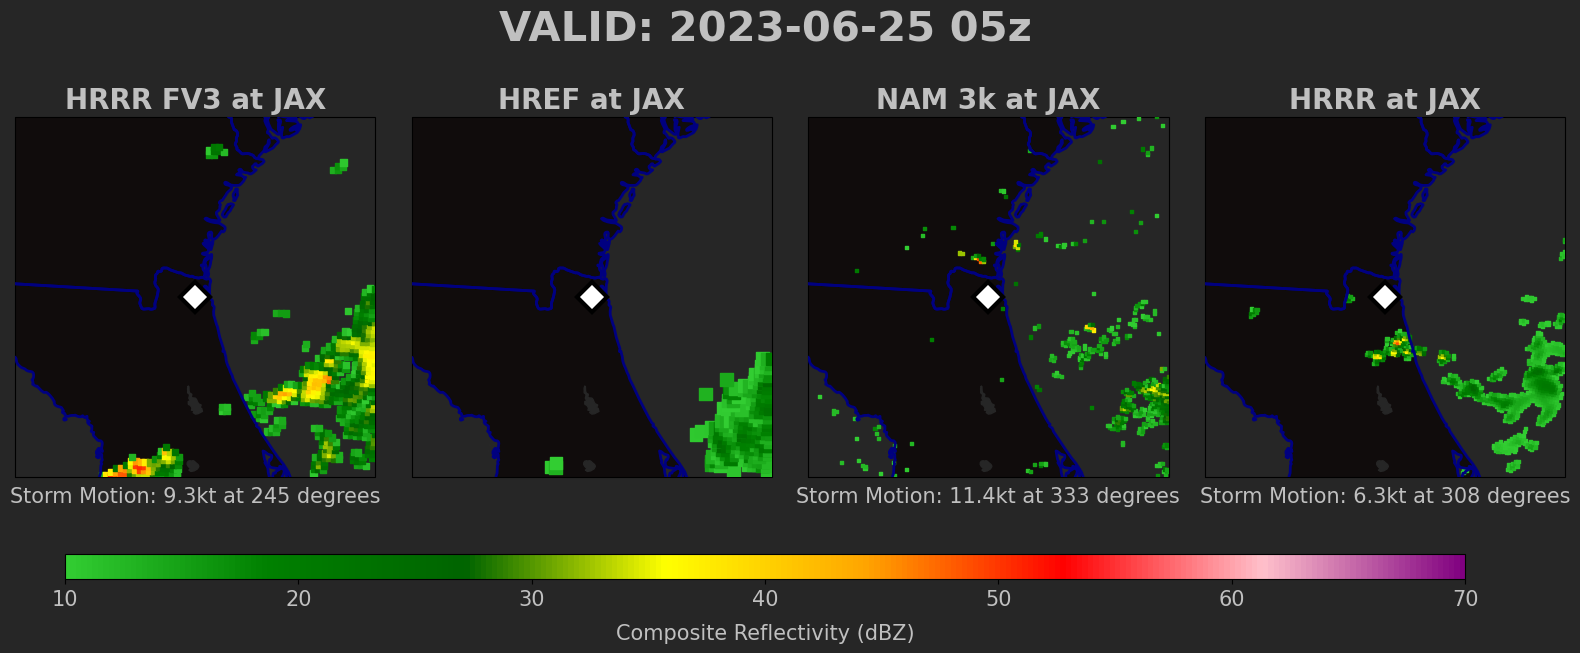 VALID: 2023-06-25 05z
HRRR FV3 at JAX
HREF at JAX
NAM 3k at JAX
HRRR at JAX
Storm Motion: 9.3kt at 245 degrees
Storm Motion: 11.4kt at 333 degrees
Storm Motion: 6.3kt at 308 degrees
10 20 30 40 50 60 70
Composite Reflectivity (dBZ)